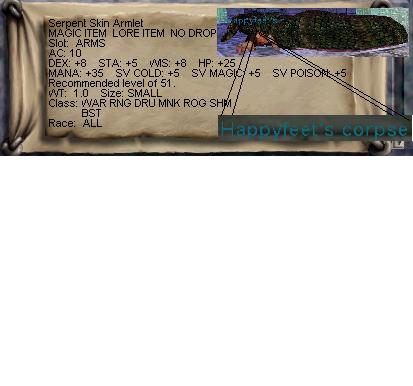 Serpent Skin Armlet
MAGIC ITEM LORE ITEM NO DROP
Slot: ARMS
AC: 10
DEX: +8 STA: +5 WIS: +8 HP: +25
MANA: +35 SV COLD: +5 SV MAGIC: +5 SV POISON: +5
Recommended level of 51.
WT: 1.0 Size: SMALL
Class: WAR RNG DRU MNK ROG SHM
BST
Race: ALL
Happyfeet's
Happyfeet's corpse